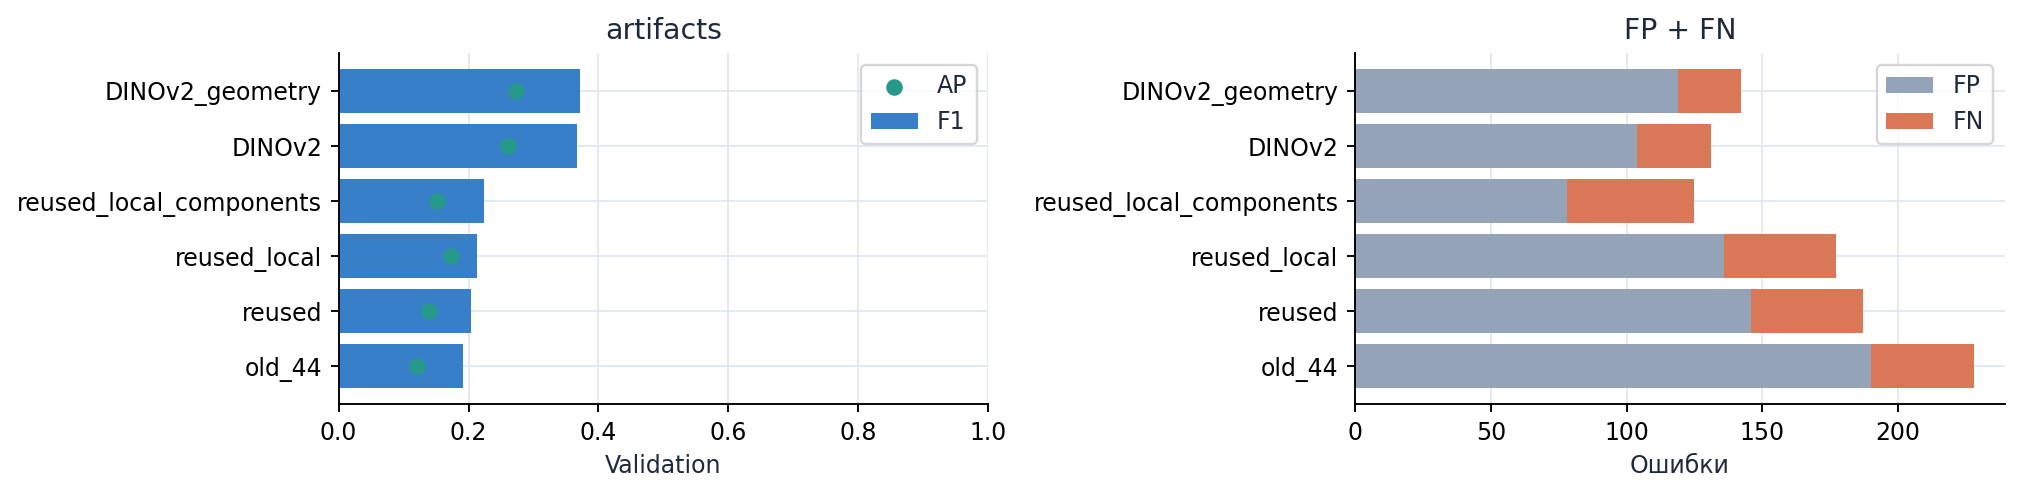 artifacts
DINOv2_geometry
DINOv2
reused_local_components
reused_local
reused
old_44
0.0 0.2 0.4 0.6 0.8 1.0
Validation
AP
F1
FP + FN
DINOv2_geometry
DINOv2
reused_local_components
reused_local
reused
old_44
0 50 100 150 200
Ошибки
FP
FN